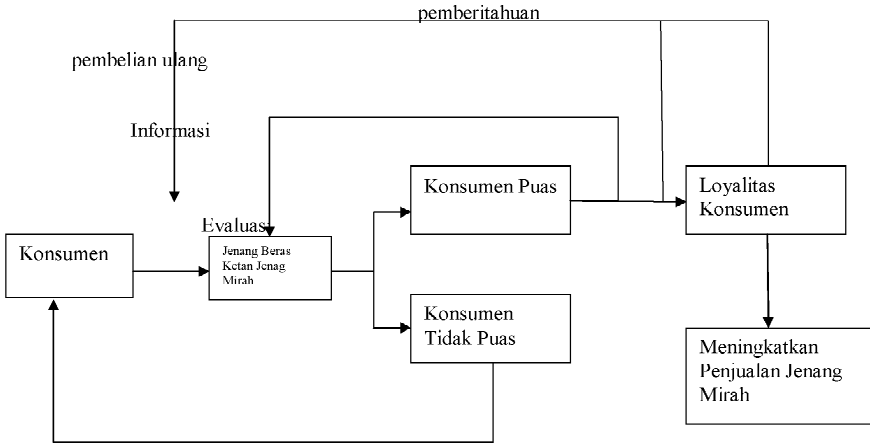 pemberitahuan
pembelian ulang
Informasi
Konsumen Puas
Loyalitas
Konsumen
Evaluasi
Konsumen
Jenang Beras
Ketan Jenag
Mirah
Konsumen
Tidak Puas
Meningkatkan
Penjualan Jenang
Mirah